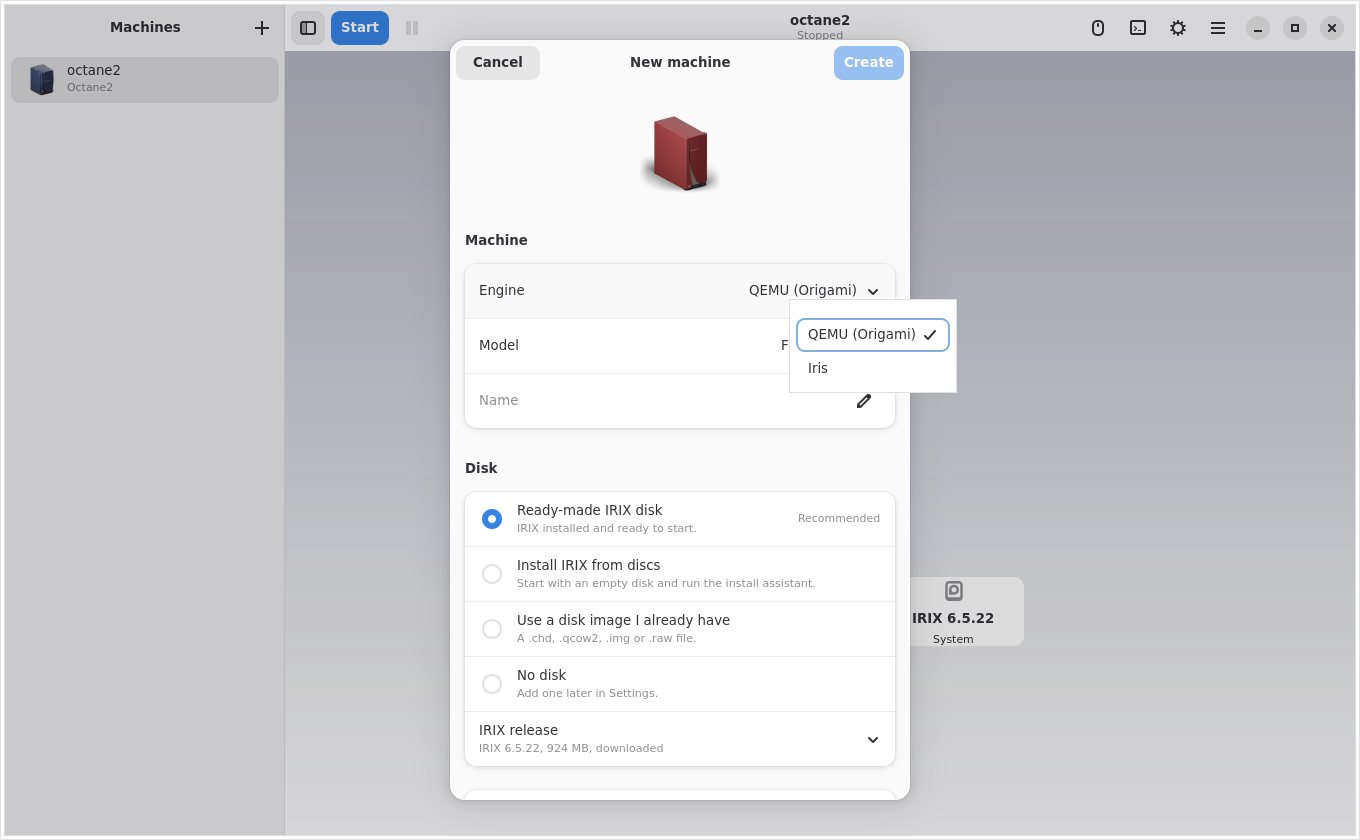 Machines
Start
octane2
Stopped
octane2
Octane2
Cancel
New machine
Create
Machine
Engine
QEMU (Origami)
Model
F
QEMU (Origami)
Iris
Name
Disk
Ready-made IRIX disk
IRIX installed and ready to start.
Recommended
Install IRIX from discs
Start with an empty disk and run the install assistant.
Use a disk image I already have
A .chd, .qcow2, .img or .raw file.
No disk
Add one later in Settings.
IRIX release
IRIX 6.5.22, 924 MB, downloaded
IRIX 6.5.22
System